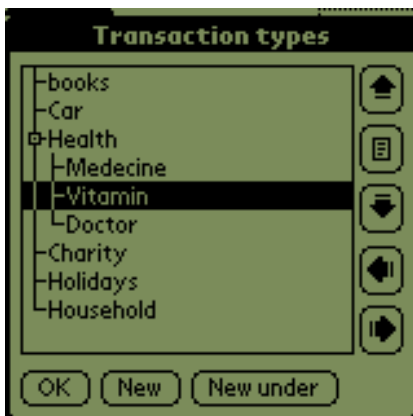 Transaction types
books
Car
Health
Medecine
Vitamin
Doctor
Charity
Holidays
Household
OK New New under